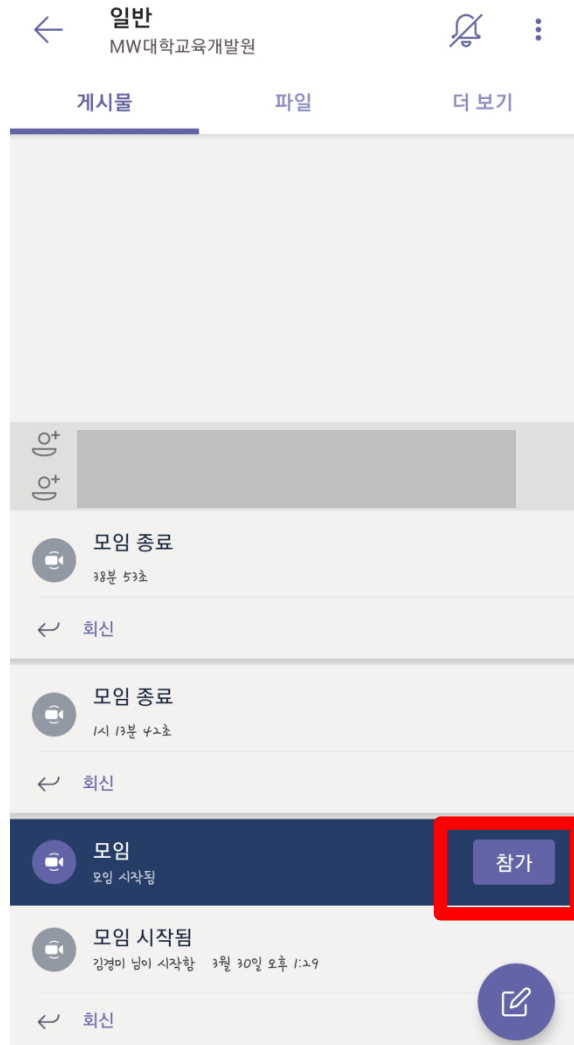 일반
MW대학교육개발원
게시물 파일 더 보기
모임 종료
38분 53초
회신
모임 종료
1시 13분 42초
회신
모임
모임 시작됨
참가
모임 시작됨
김경미 님이 시작함 3월 30일 오후 1:29
회신